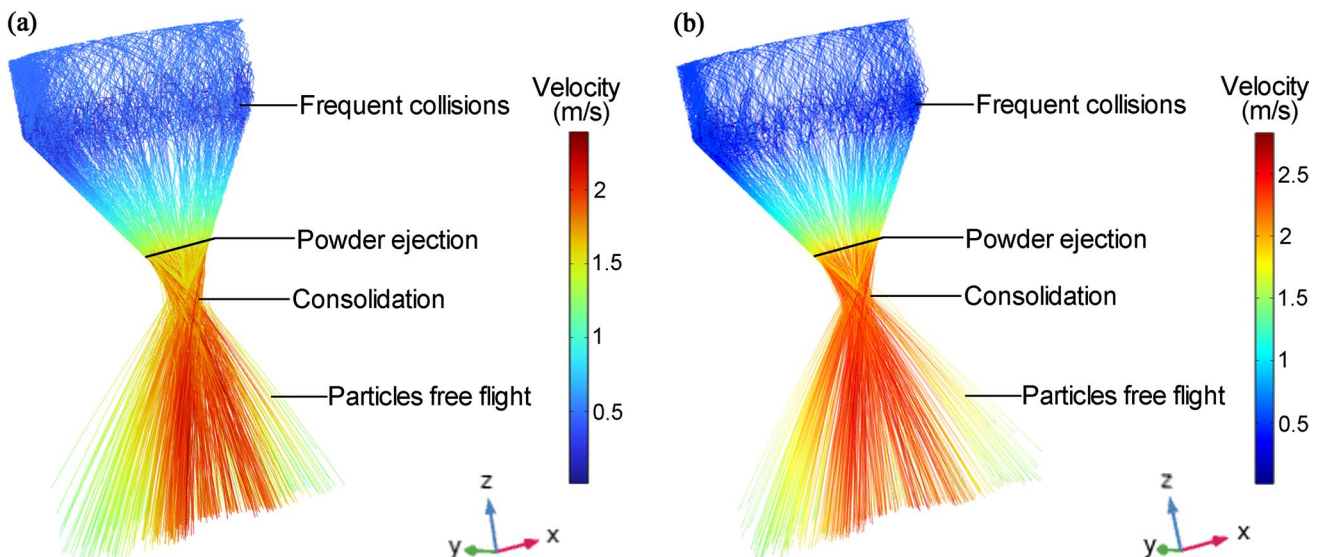 (a)
Frequent collisions
Velocity
(m/s)
2
Powder ejection
1.5
Consolidation
1
Particles free flight
0.5
z
y
x
(b)
Frequent collisions
Velocity
(m/s)
2.5
2
Powder ejection
1.5
Consolidation
1
Particles free flight
0.5
z
y
x